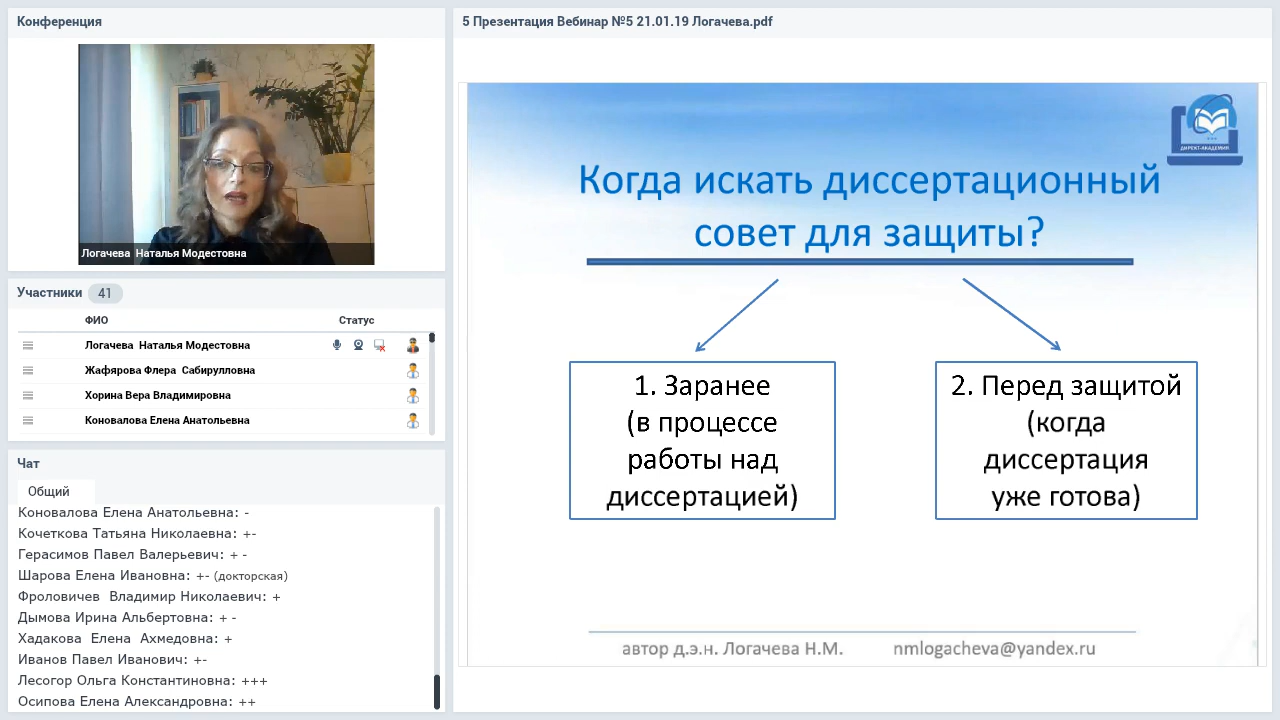 Конференция
Логачева Наталья Модестовна
Участники 41
ФИО Статус
Логачева Наталья Модестовна
Жафярова Флера Сабирулловна
Хорина Вера Владимировна
Коновалова Елена Анатольевна
Чат
Общий
Коновалова Елена Анатольевна: -
Кочеткова Татьяна Николаевна: +-
Герасимов Павел Валерьевич: + -
Шарова Елена Ивановна: +- (докторская)
Фроловичев Владимир Николаевич: +
Дымова Ирина Альбертовна: + -
Хадакова Елена Ахмедовна: +
Иванов Павел Иванович: +-
Лесогор Ольга Константиновна: +++
Осипова Елена Александровна: ++
5 Презентация Вебинар №5 21.01.19 Логачева.pdf
ДИРЕКТ-АКАДЕМИЯ
Когда искать диссертационный
совет для защиты?
1. Заранее
(в процессе
работы над
диссертацией)
2. Перед защитой
(когда
диссертация
уже готова)
автор д.э.н. Логачева Н.М. nmlogacheva@yandex.ru